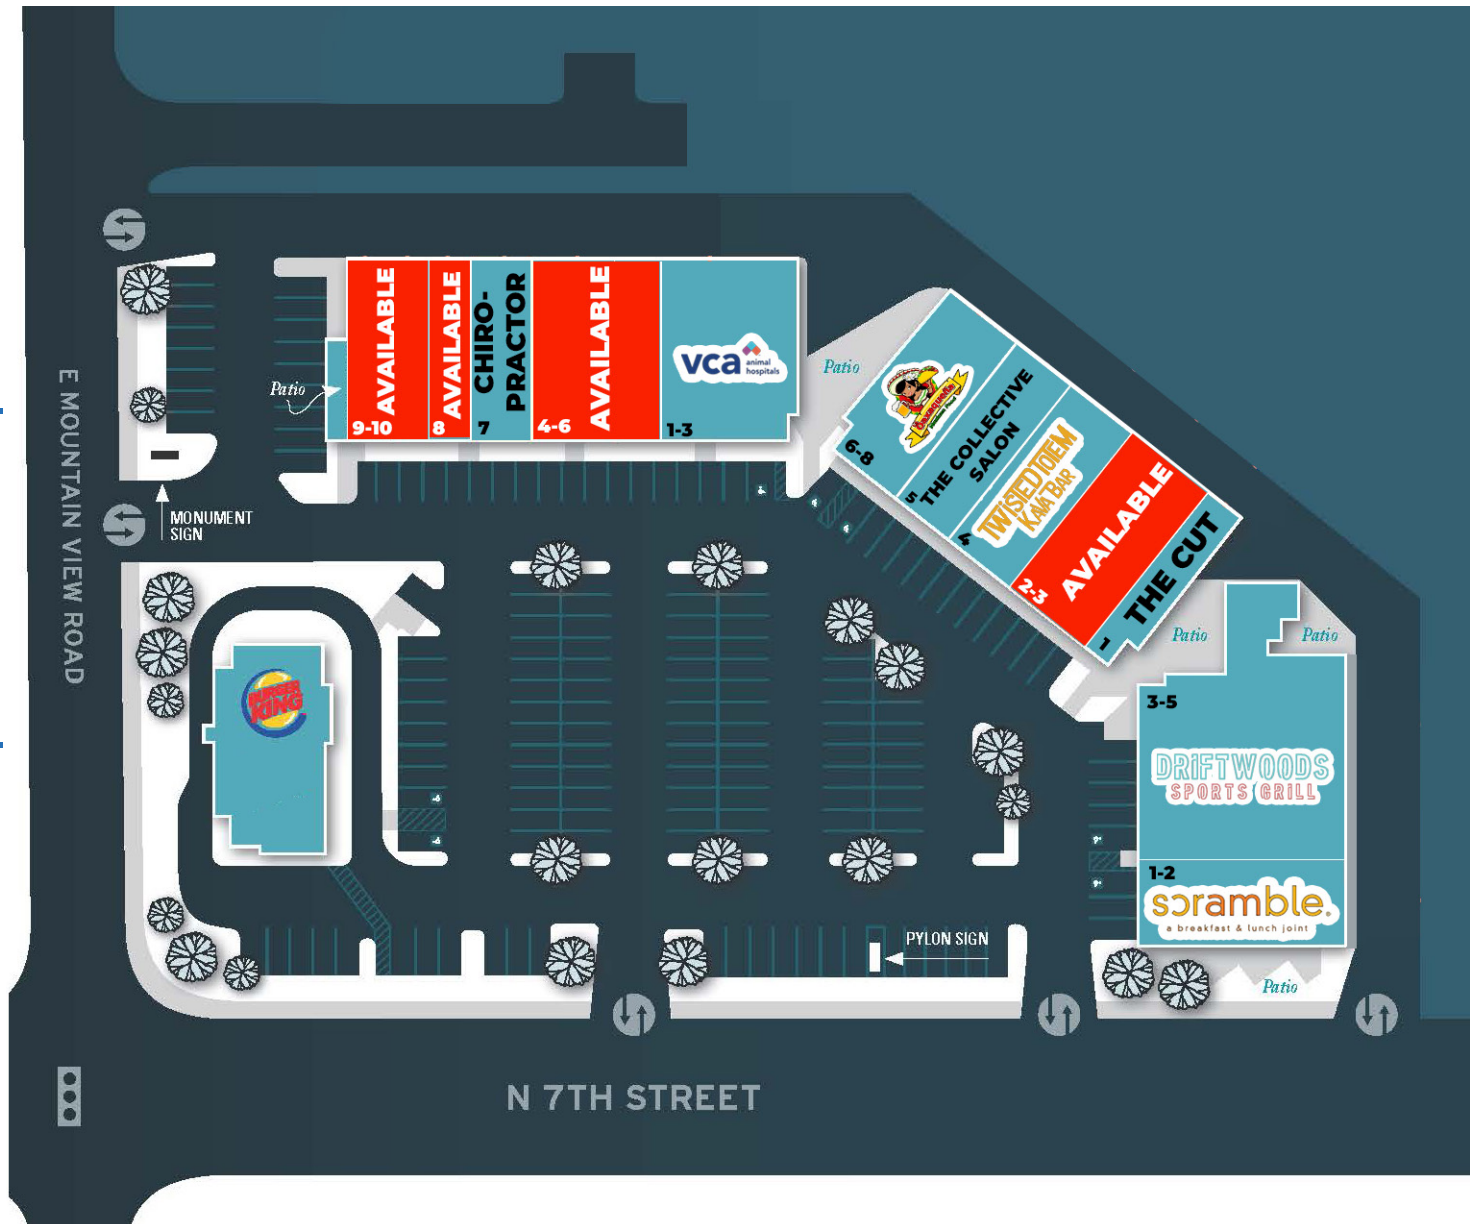 E MOUNTAIN VIEW ROAD
MONUMENT
SIGN
Patio
AVAILABLE
9-10
AVAILABLE
8
CHIRO-
PRACTOR
7
AVAILABLE
4-6
vca animal
hospitals
1-3
Patio
6-8
THE COLLECTIVE
SALON
5
TWISTED TOTEM
KAVA BAR
4
AVAILABLE
2-3
THE CUT
1
Patio
Patio
BURGER
KING
3-5
DRIFTWOODS
SPORTS GRILL
1-2
scramble.
a breakfast & lunch joint
Patio
PYLON SIGN
N 7TH STREET